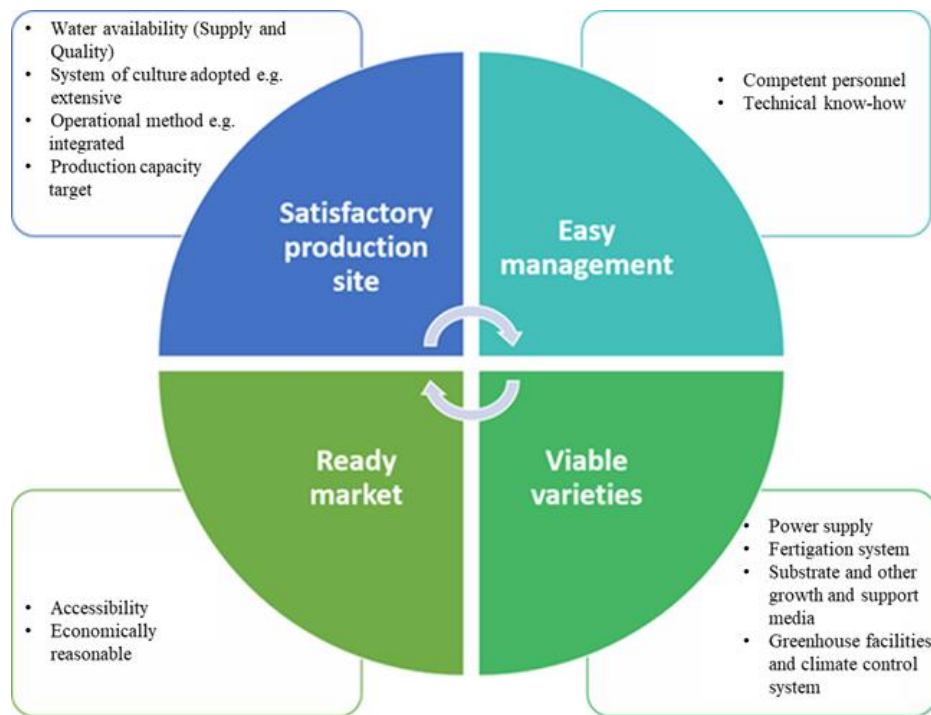 • Water availability (Supply and
Quality)
• System of culture adopted e.g.
extensive
• Operational method e.g.
integrated
• Production capacity
target
Satisfactory
production
site
• Competent personnel
• Technical know-how
Easy
management
Ready
market
• Accessibility
• Economically
reasonable
Viable
varieties
• Power supply
• Fertigation system
• Substrate and other
growth and support
media
• Greenhouse facilities
and climate control
system